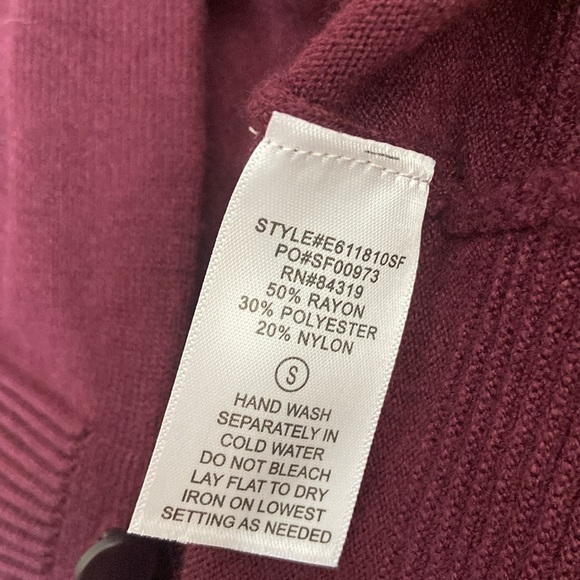 STYLE#E611810SF
PO#SF00973
RN#84319
50% RAYON
30% POLYESTER
20% NYLON
S
HAND WASH
SEPARATELY IN
COLD WATER
DO NOT BLEACH
LAY FLAT TO DRY
IRON ON LOWEST
SETTING AS NEEDED